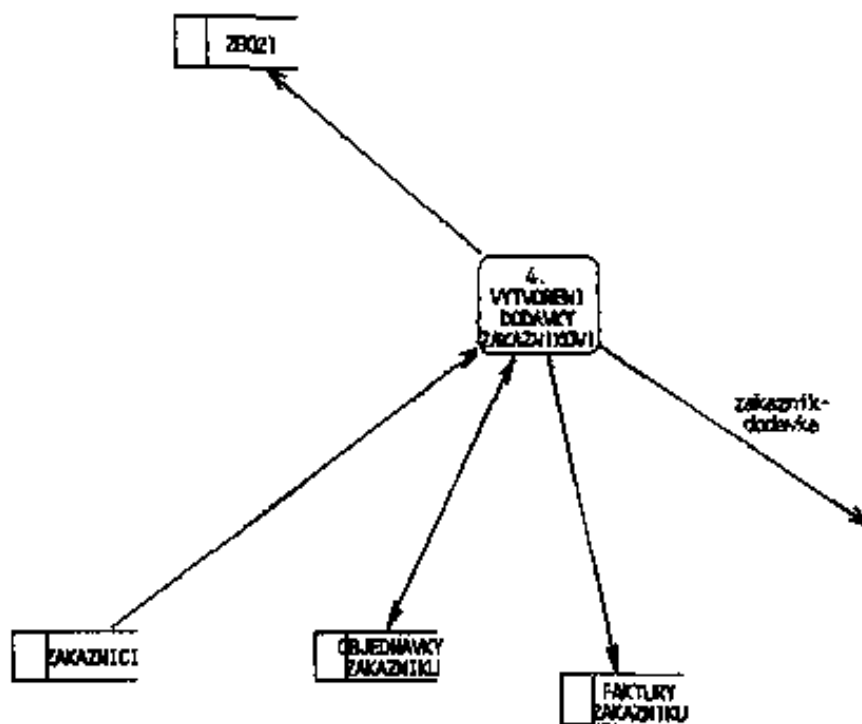 ZBOZI
4.
VYTVORENI
DODAVKY
ZAKAZNIKOVI
zakaznik-
dodavka
ZAKAZNICI
OBJEDNAVKY
ZAKAZNIKU
FAKTURY
ZAKAZNIKU